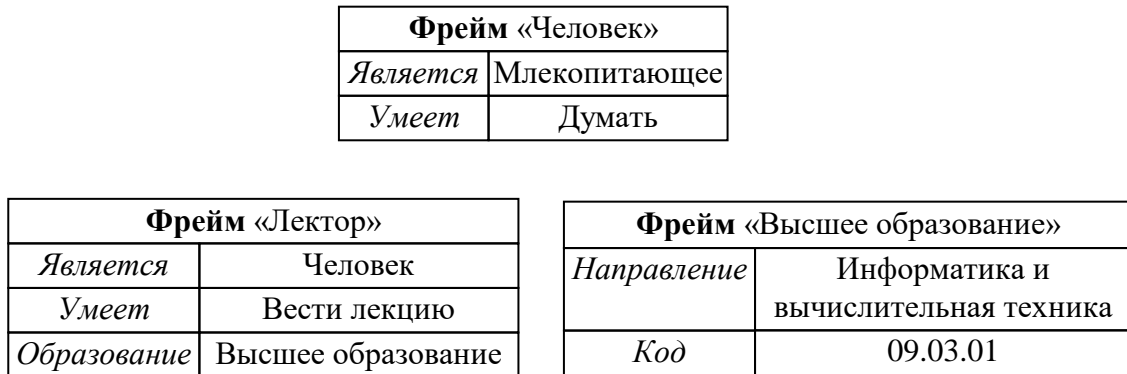 Фрейм «Человек»
Является Млекопитающее
Умеет Думать
Фрейм «Лектор»
Является Человек
Умеет Вести лекцию
Образование Высшее образование
Фрейм «Высшее образование»
Направление Информатика и
вычислительная техника
Код 09.03.01